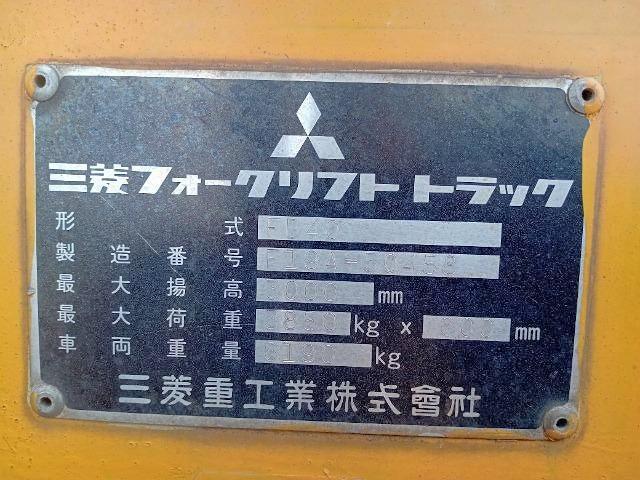 三菱フォークリフト トラック
形式
製造番号
最大揚高 mm
最大荷重 kg x mm
車両重量 kg
三菱重工業株式會社